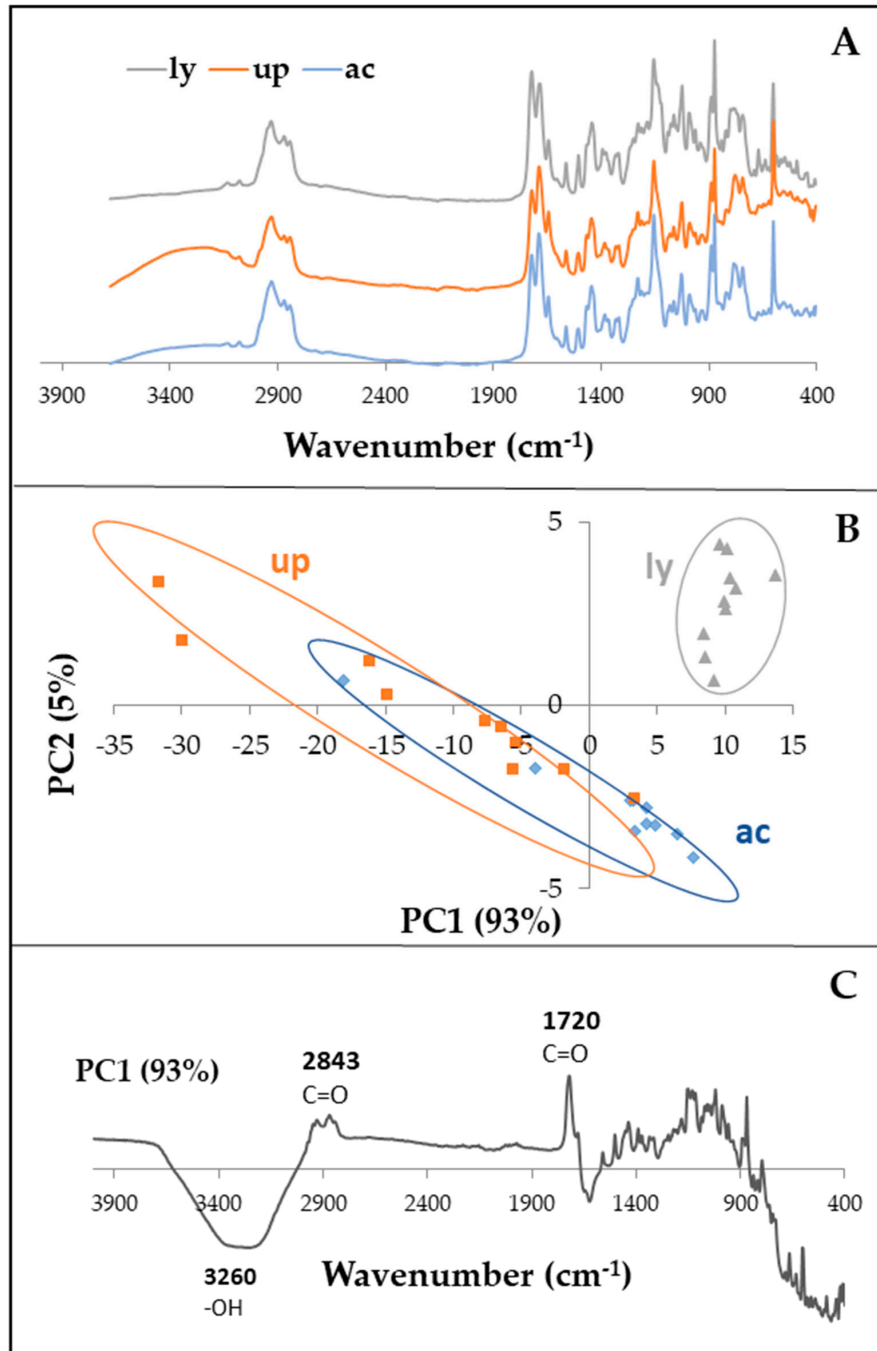 A
ly up ac
3900 3400 2900 2400 1900 1400 900 400
Wavenumber (cm-1)
B
up
ly
5
0
-35 -30 -25 -20 -15 -10 -5 0 5 10 15
-5
ac
PC2 (5%)
PC1 (93%)
C
1720
C=O
2843
C=O
PC1 (93%)
3900 3400 2900 2400 1900 1400 900 400
3260
-OH
Wavenumber (cm-1)